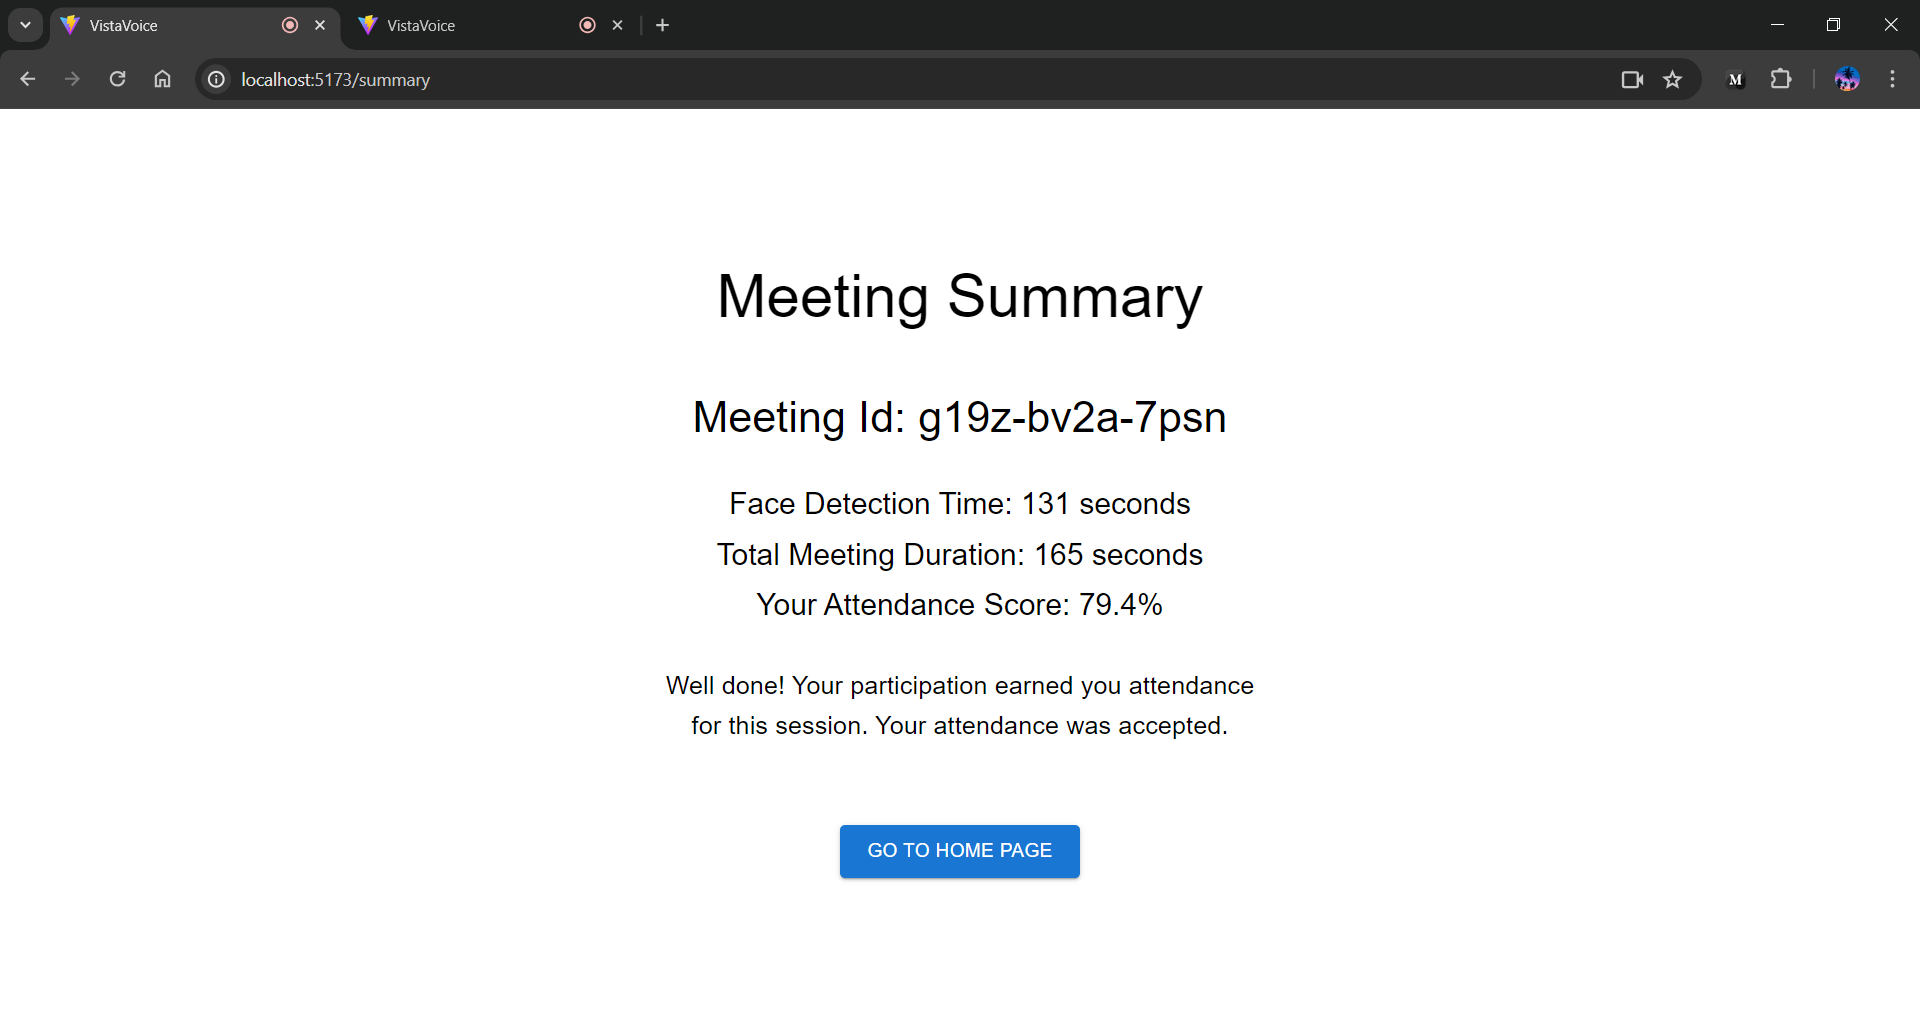 VistaVoice
VistaVoice
localhost:5173/summary
M
Meeting Summary
Meeting Id: g19z-bv2a-7psn
Face Detection Time: 131 seconds
Total Meeting Duration: 165 seconds
Your Attendance Score: 79.4%
Well done! Your participation earned you attendance
for this session. Your attendance was accepted.
GO TO HOME PAGE